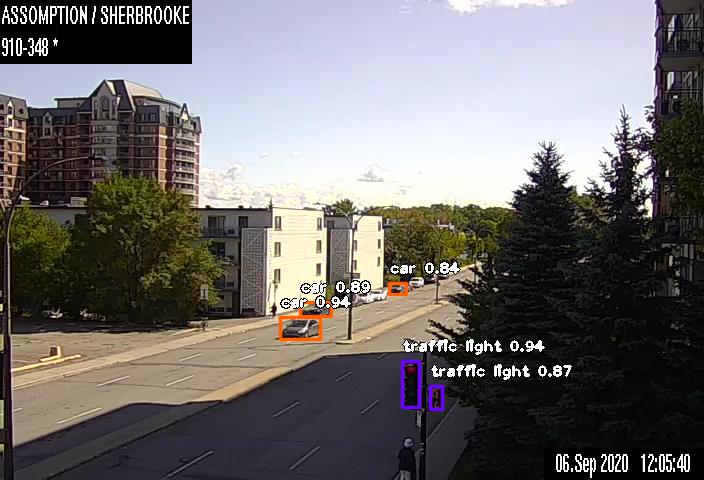 ASSOMPTION / SHERBROOKE
910-348 *
car 0.84
car 0.89
car 0.94
traffic light 0.94
traffic light 0.87
06.Sep 2020 12:05:40